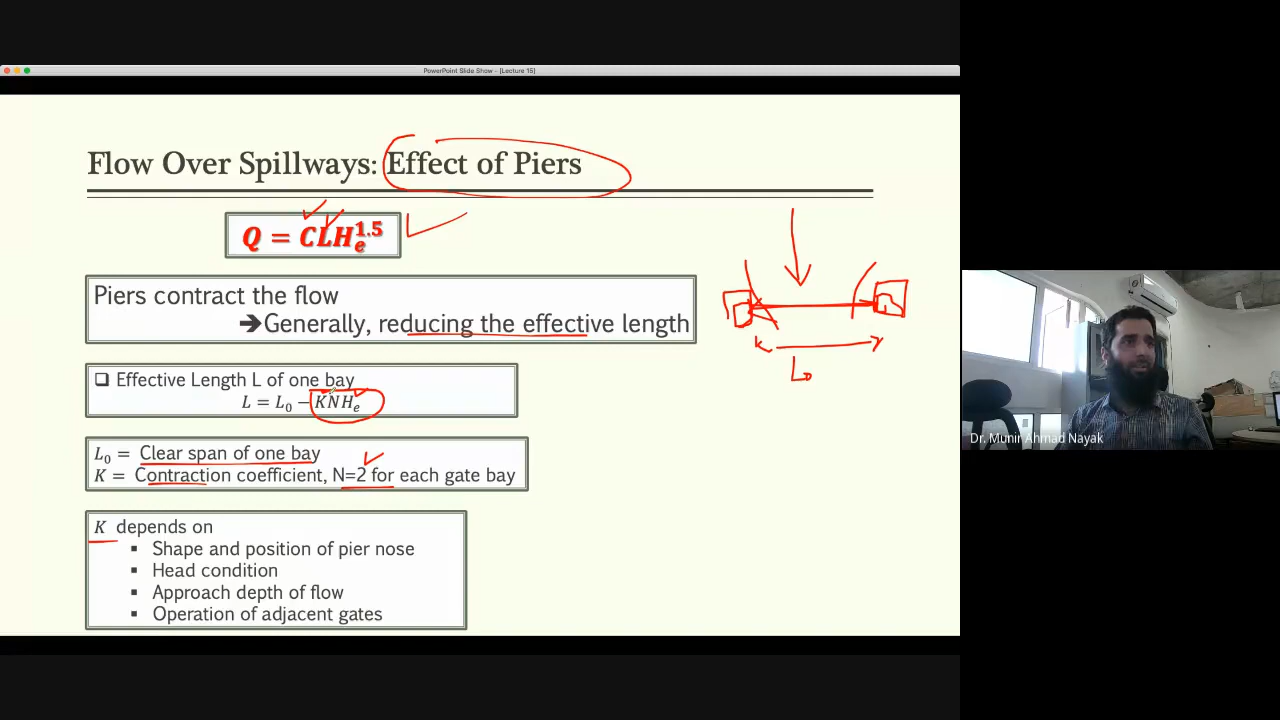 PowerPoint Slide Show - [Lecture 15]
Flow Over Spillways: Effect of Piers
Q = CLH_e^1.5
Piers contract the flow
➔Generally, reducing the effective length
❑ Effective Length L of one bay
L = L₀ − KNHₑ
L₀ = Clear span of one bay
K = Contraction coefficient, N=2 for each gate bay
K depends on
▪ Shape and position of pier nose
▪ Head condition
▪ Approach depth of flow
▪ Operation of adjacent gates
L₀
Dr. Munir Ahmad Nayak